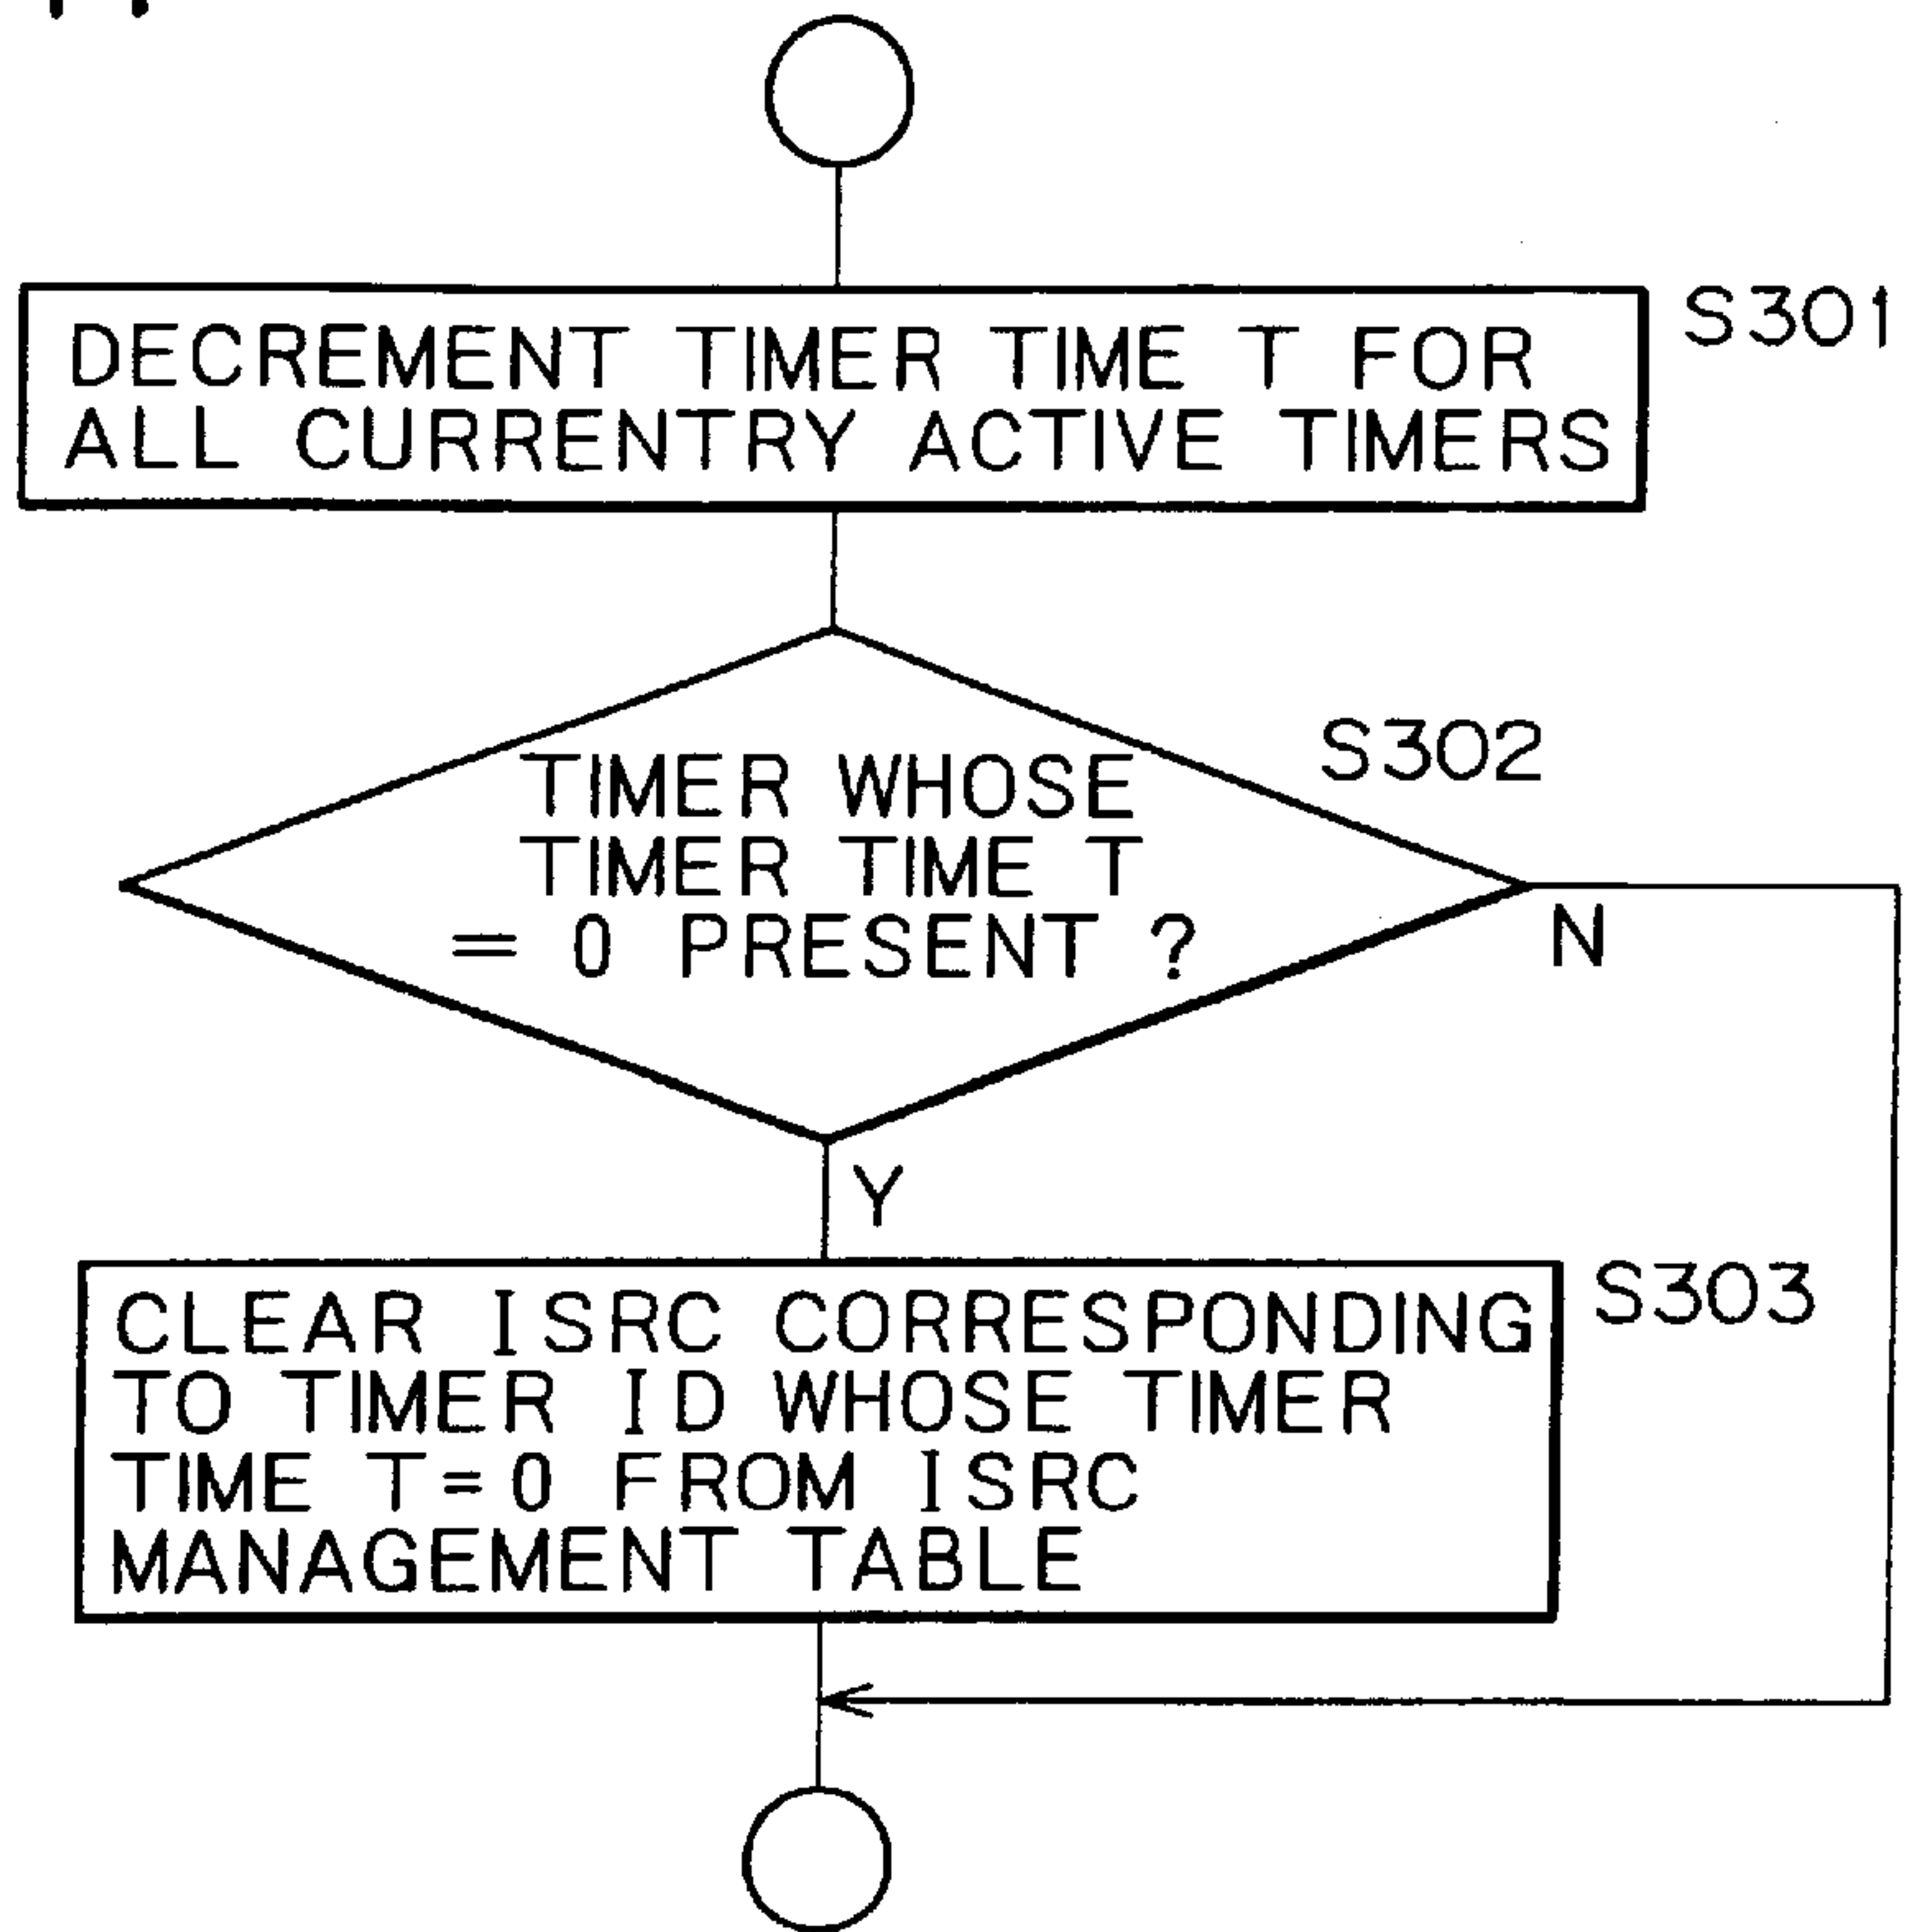 S301
DECREMENT TIMER TIME T FOR
ALL CURRENTRY ACTIVE TIMERS
S302
TIMER WHOSE
TIMER TIME T
= 0 PRESENT ?
N
Y
S303
CLEAR ISRC CORRESPONDING
TO TIMER ID WHOSE TIMER
TIME T=0 FROM ISRC
MANAGEMENT TABLE